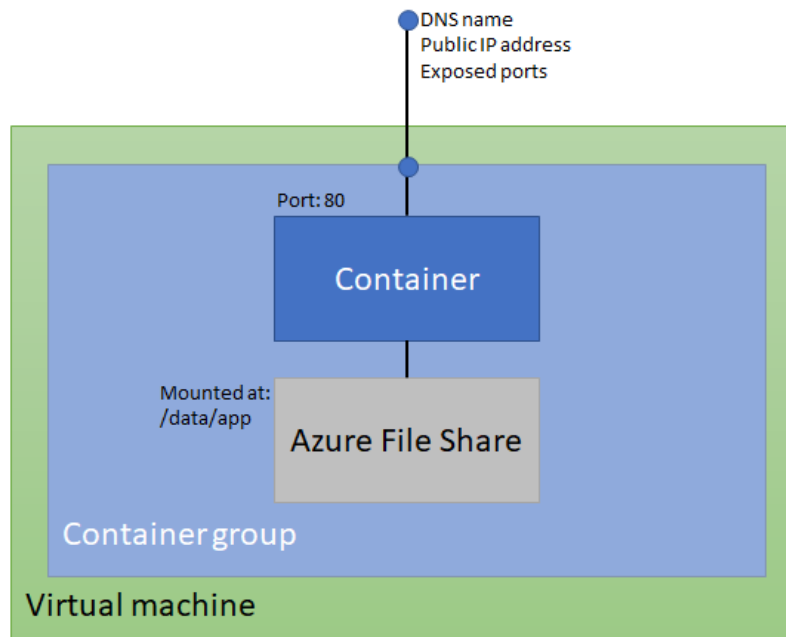 DNS name
Public IP address
Exposed ports
Port: 80
Container
Mounted at:
/data/app
Azure File Share
Container group
Virtual machine